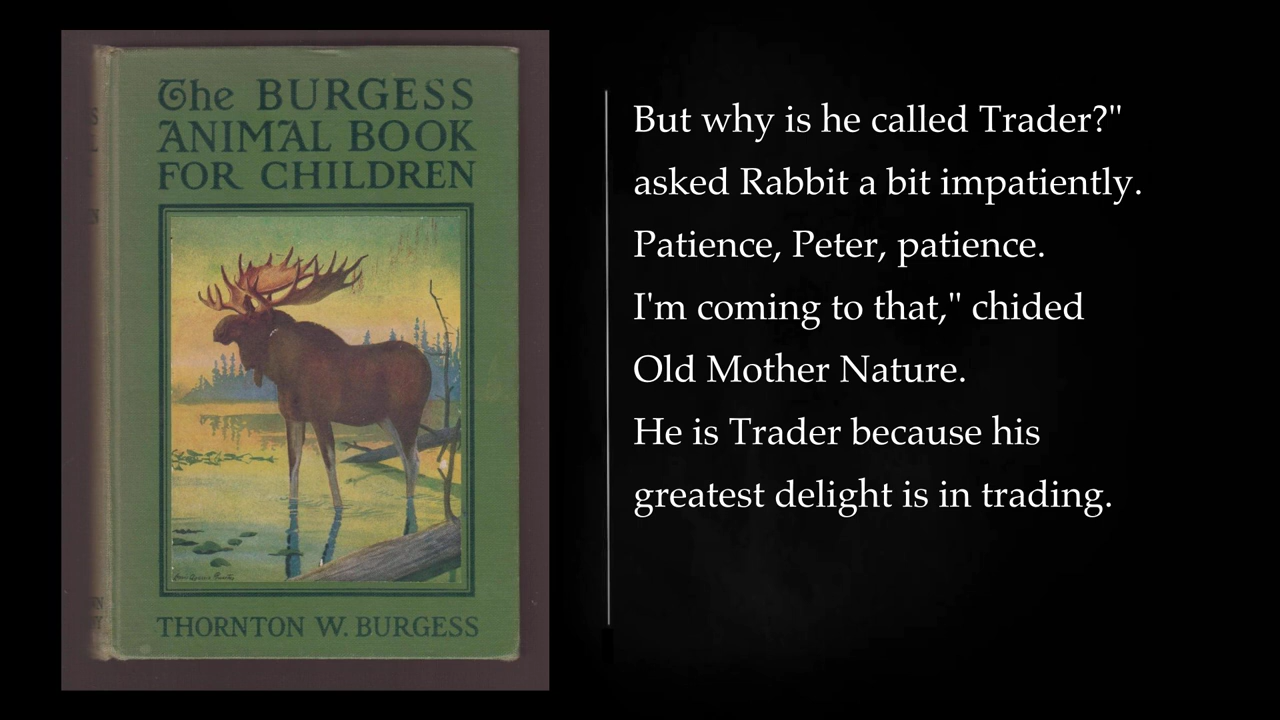 The BURGESS
ANIMAL BOOK
FOR CHILDREN
THORNTON W. BURGESS
But why is he called Trader?"
asked Rabbit a bit impatiently.
Patience, Peter, patience.
I'm coming to that," chided
Old Mother Nature.
He is Trader because his
greatest delight is in trading.